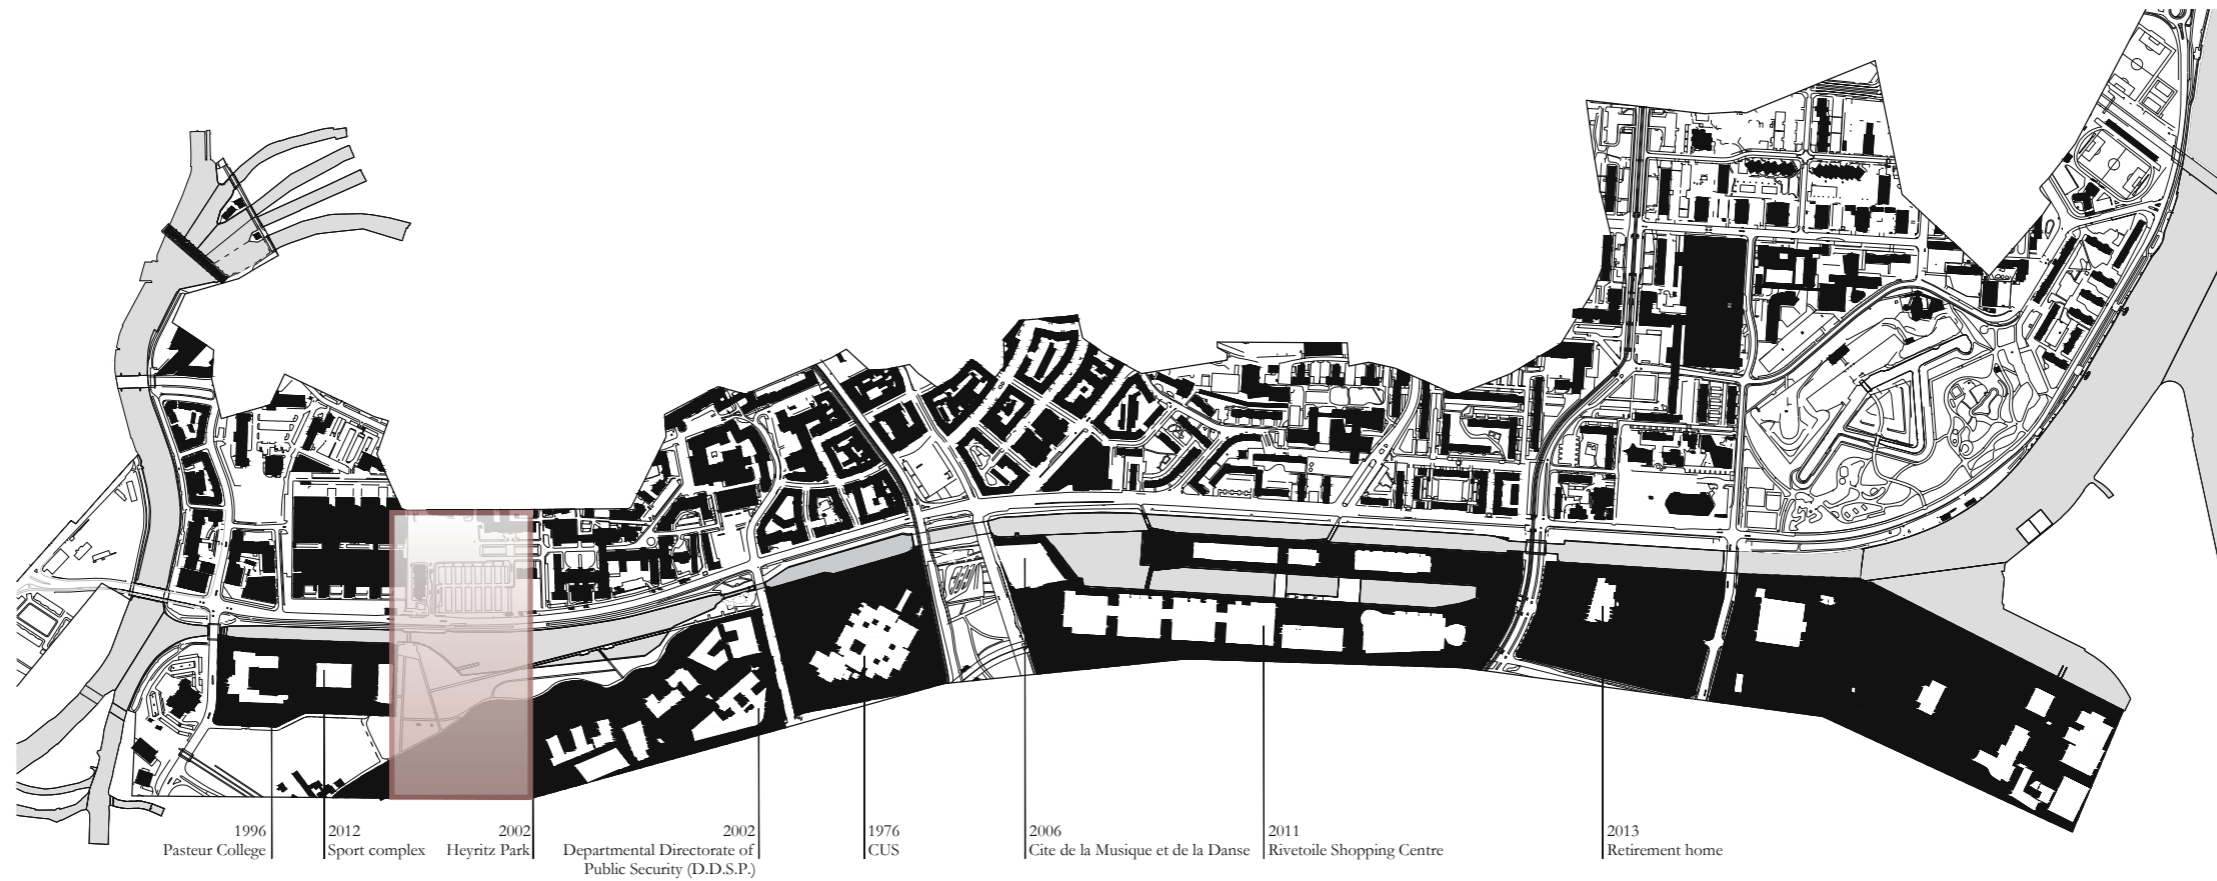 1996
Pasteur College
2012
Sport complex
2002
Heyritz Park
2002
Departmental Directorate of
Public Security (D.D.S.P.)
1976
CUS
2006
Cite de la Musique et de la Danse
2011
Rivetoile Shopping Centre
2013
Retirement home